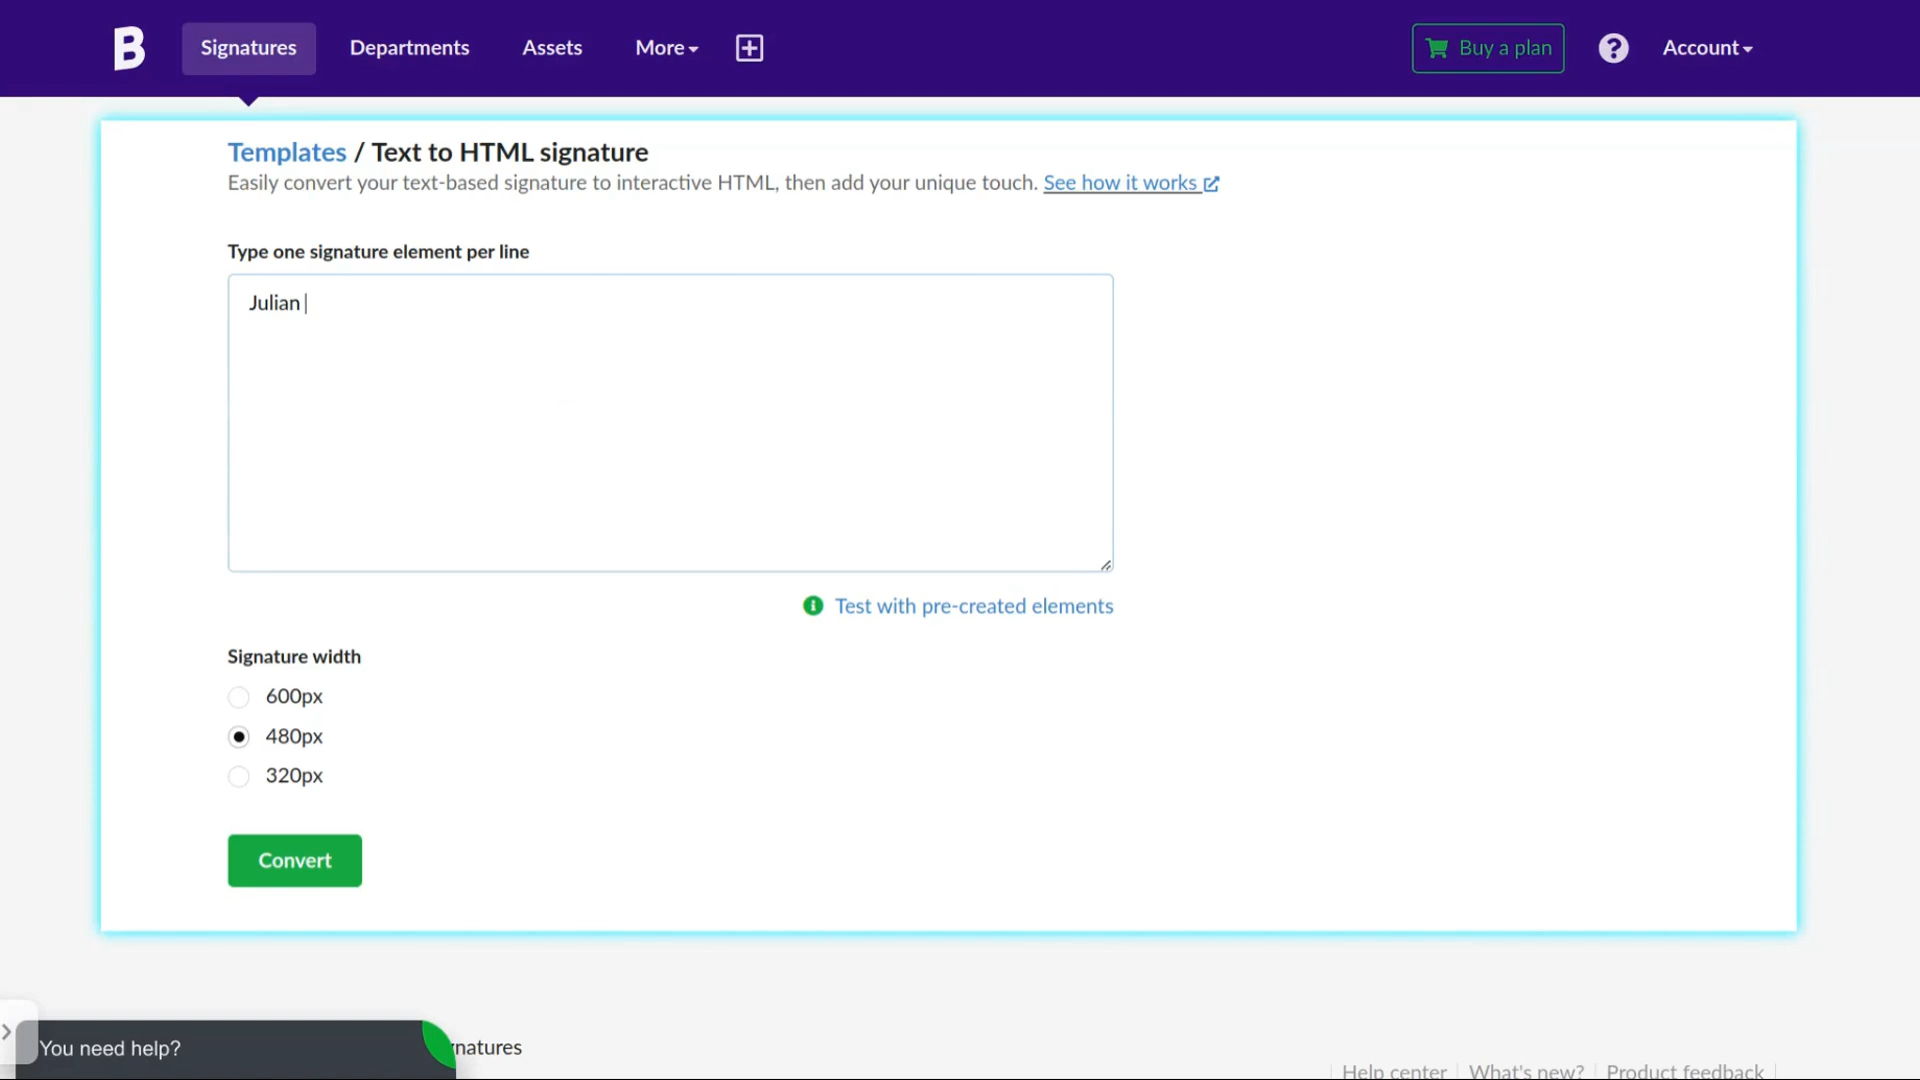 B Signatures Departments Assets More Buy a plan ? Account
Templates / Text to HTML signature
Easily convert your text-based signature to interactive HTML, then add your unique touch. See how it works
Type one signature element per line
Julian
Test with pre-created elements
Signature width
600px
480px
320px
Convert
You need help?
natures
Help center What's new? Product feedback